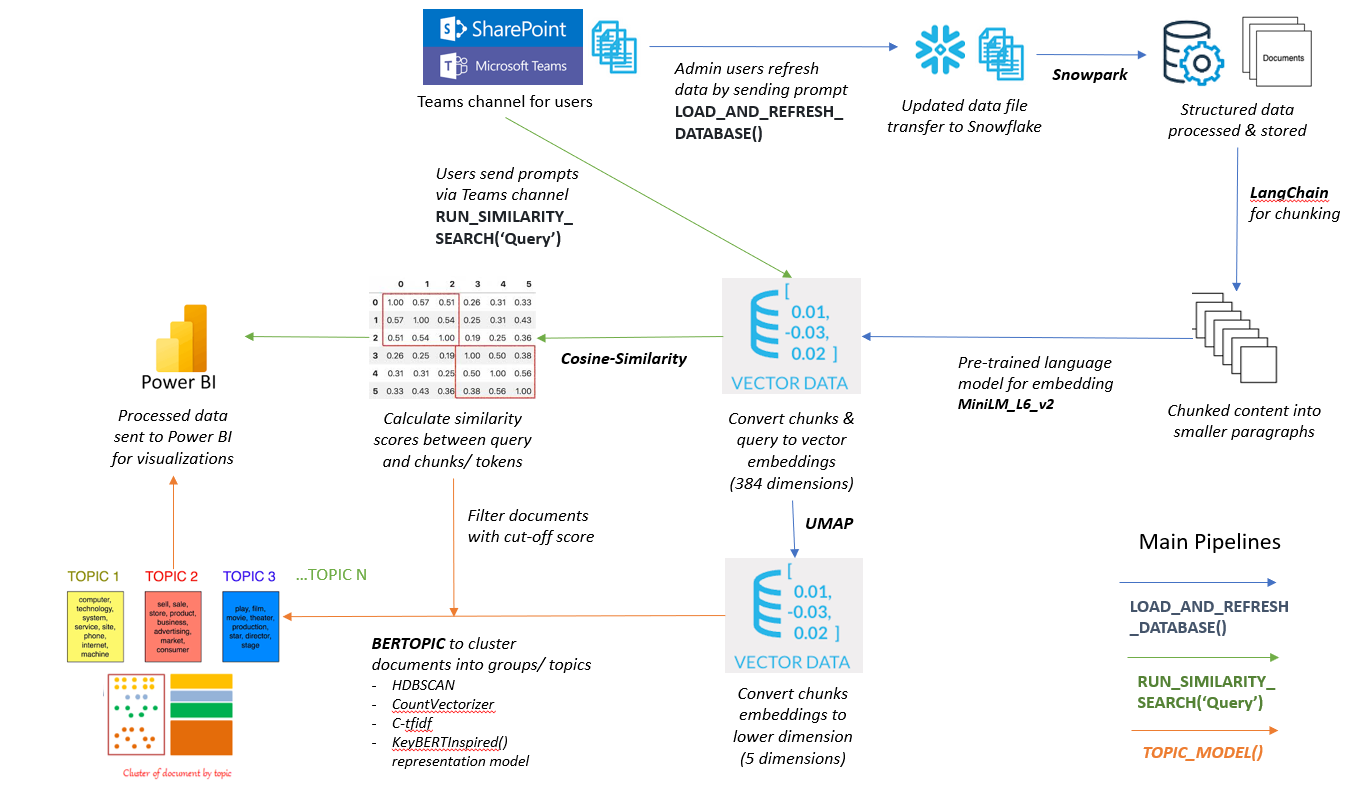 SharePoint
Microsoft Teams
Teams channel for users
Admin users refresh
data by sending prompt
LOAD_AND_REFRESH_
DATABASE()
Updated data file
transfer to Snowflake
Snowpark
Documents
Structured data
processed & stored
Users send prompts
via Teams channel
RUN_SIMILARITY_
SEARCH(‘Query’)
LangChain
for chunking
Power BI
Processed data
sent to Power BI
for visualizations
0 1 2 3 4 5
0 1.00 0.57 0.51 0.26 0.31 0.33
1 0.57 1.00 0.54 0.25 0.31 0.43
2 0.51 0.54 1.00 0.19 0.25 0.36
3 0.26 0.25 0.19 1.00 0.50 0.38
4 0.31 0.31 0.25 0.50 1.00 0.56
5 0.33 0.43 0.36 0.38 0.56 1.00
Calculate similarity
scores between query
and chunks/ tokens
Cosine-Similarity
[
0.01,
-0.03,
0.02 ]
VECTOR DATA
Convert chunks &
query to vector
embeddings
(384 dimensions)
Pre-trained language
model for embedding
MiniLM_L6_v2
Chunked content into
smaller paragraphs
Filter documents
with cut-off score
UMAP
TOPIC 1
computer,
technology,
system,
service, site,
phone,
internet,
machine
TOPIC 2
sell, sale,
store, product,
business,
advertising,
market,
consumer
TOPIC 3
play, film,
movie, theater,
production,
star, director,
stage
...TOPIC N
Cluster of document by topic
BERTOPIC to cluster
documents into groups/ topics
- HDBSCAN
- CountVectorizer
- C-tfidf
- KeyBERTInspired()
representation model
[
0.01,
-0.03,
0.02 ]
VECTOR DATA
Convert chunks
embeddings to
lower dimension
(5 dimensions)
Main Pipelines
LOAD_AND_REFRESH
_DATABASE()
RUN_SIMILARITY_
SEARCH(‘Query’)
TOPIC_MODEL()